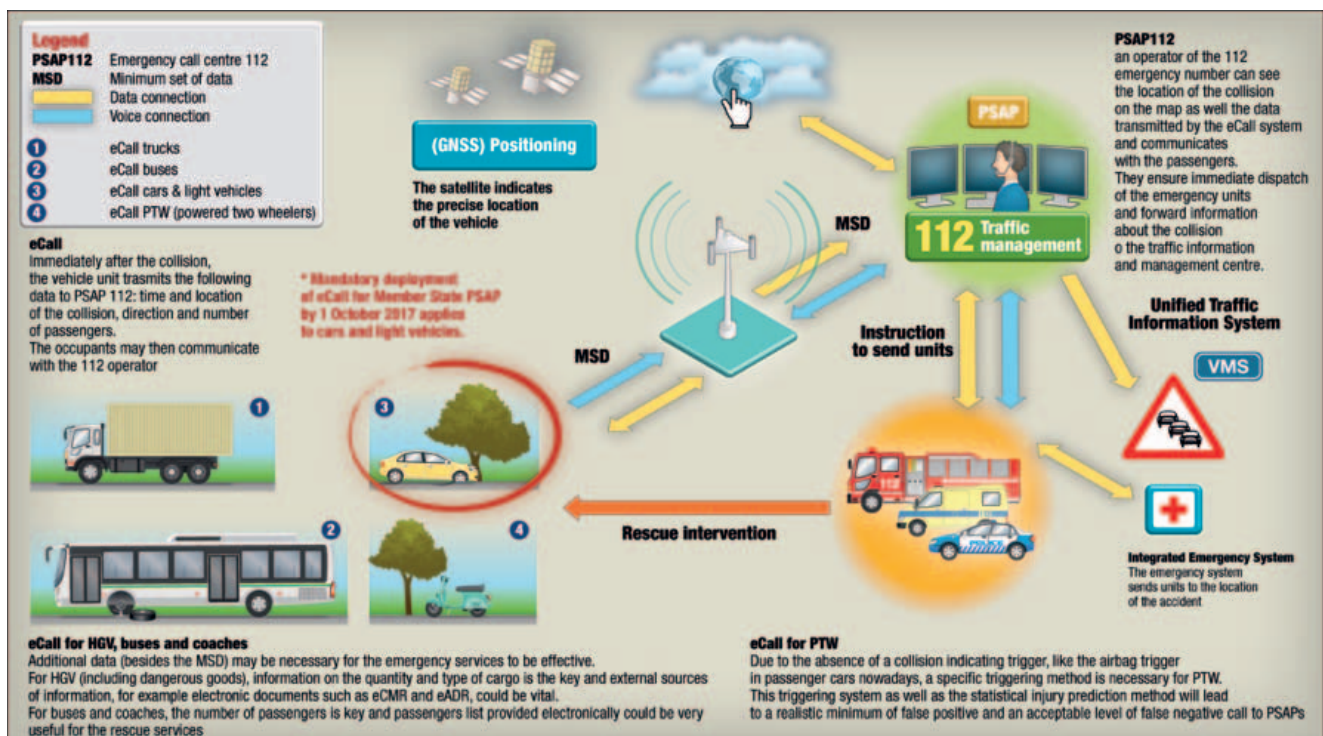 Legend
PSAP112 Emergency call centre 112
MSD Minimum set of data
Data connection
Voice connection
1 eCall trucks
2 eCall buses
3 eCall cars & light vehicles
4 eCall PTW (powered two wheelers)
eCall
Immediately after the collision,
the vehicle unit trasmits the following
data to PSAP 112: time and location
of the collision, direction and number
of passengers.
The occupants may then communicate
with the 112 operator
(GNSS) Positioning
The satellite indicates
the precise location
of the vehicle
* Mandatory deployment
of eCall for Member State PSAP
by 1 October 2017 applies
to cars and light vehicles.
MSD
MSD
PSAP
112 Traffic
management
PSAP112
an operator of the 112
emergency number can see
the location of the collision
on the map as well the data
transmitted by the eCall system
and communicates
with the passengers.
They ensure immediate dispatch
of the emergency units
and forward information
about the collision
o the traffic information
and management centre.
Instruction
to send units
Unified Traffic
Information System
VMS
1
2
3
4
112
POLICE
Rescue intervention
Integrated Emergency System
The emergency system
sends units to the location
of the accident
eCall for HGV, buses and coaches
Additional data (besides the MSD) may be necessary for the emergency services to be effective.
For HGV (including dangerous goods), information on the quantity and type of cargo is the key and external sources
of information, for example electronic documents such as eCMR and eADR, could be vital.
For buses and coaches, the number of passengers is key and passengers list provided electronically could be very
useful for the rescue services
eCall for PTW
Due to the absence of a collision indicating trigger, like the airbag trigger
in passenger cars nowadays, a specific triggering method is necessary for PTW.
This triggering system as well as the statistical injury prediction method will lead
to a realistic minimum of false positive and an acceptable level of false negative call to PSAPs